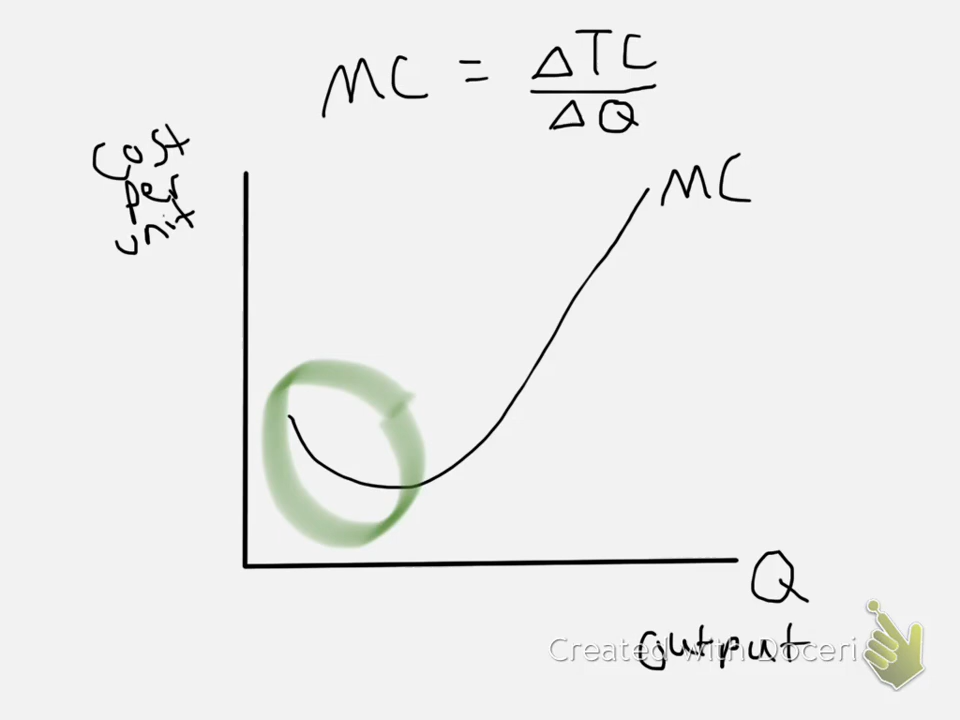 MC = ΔTC / ΔQ
Cost
per
unit
MC
Q
output
Created with Doceri